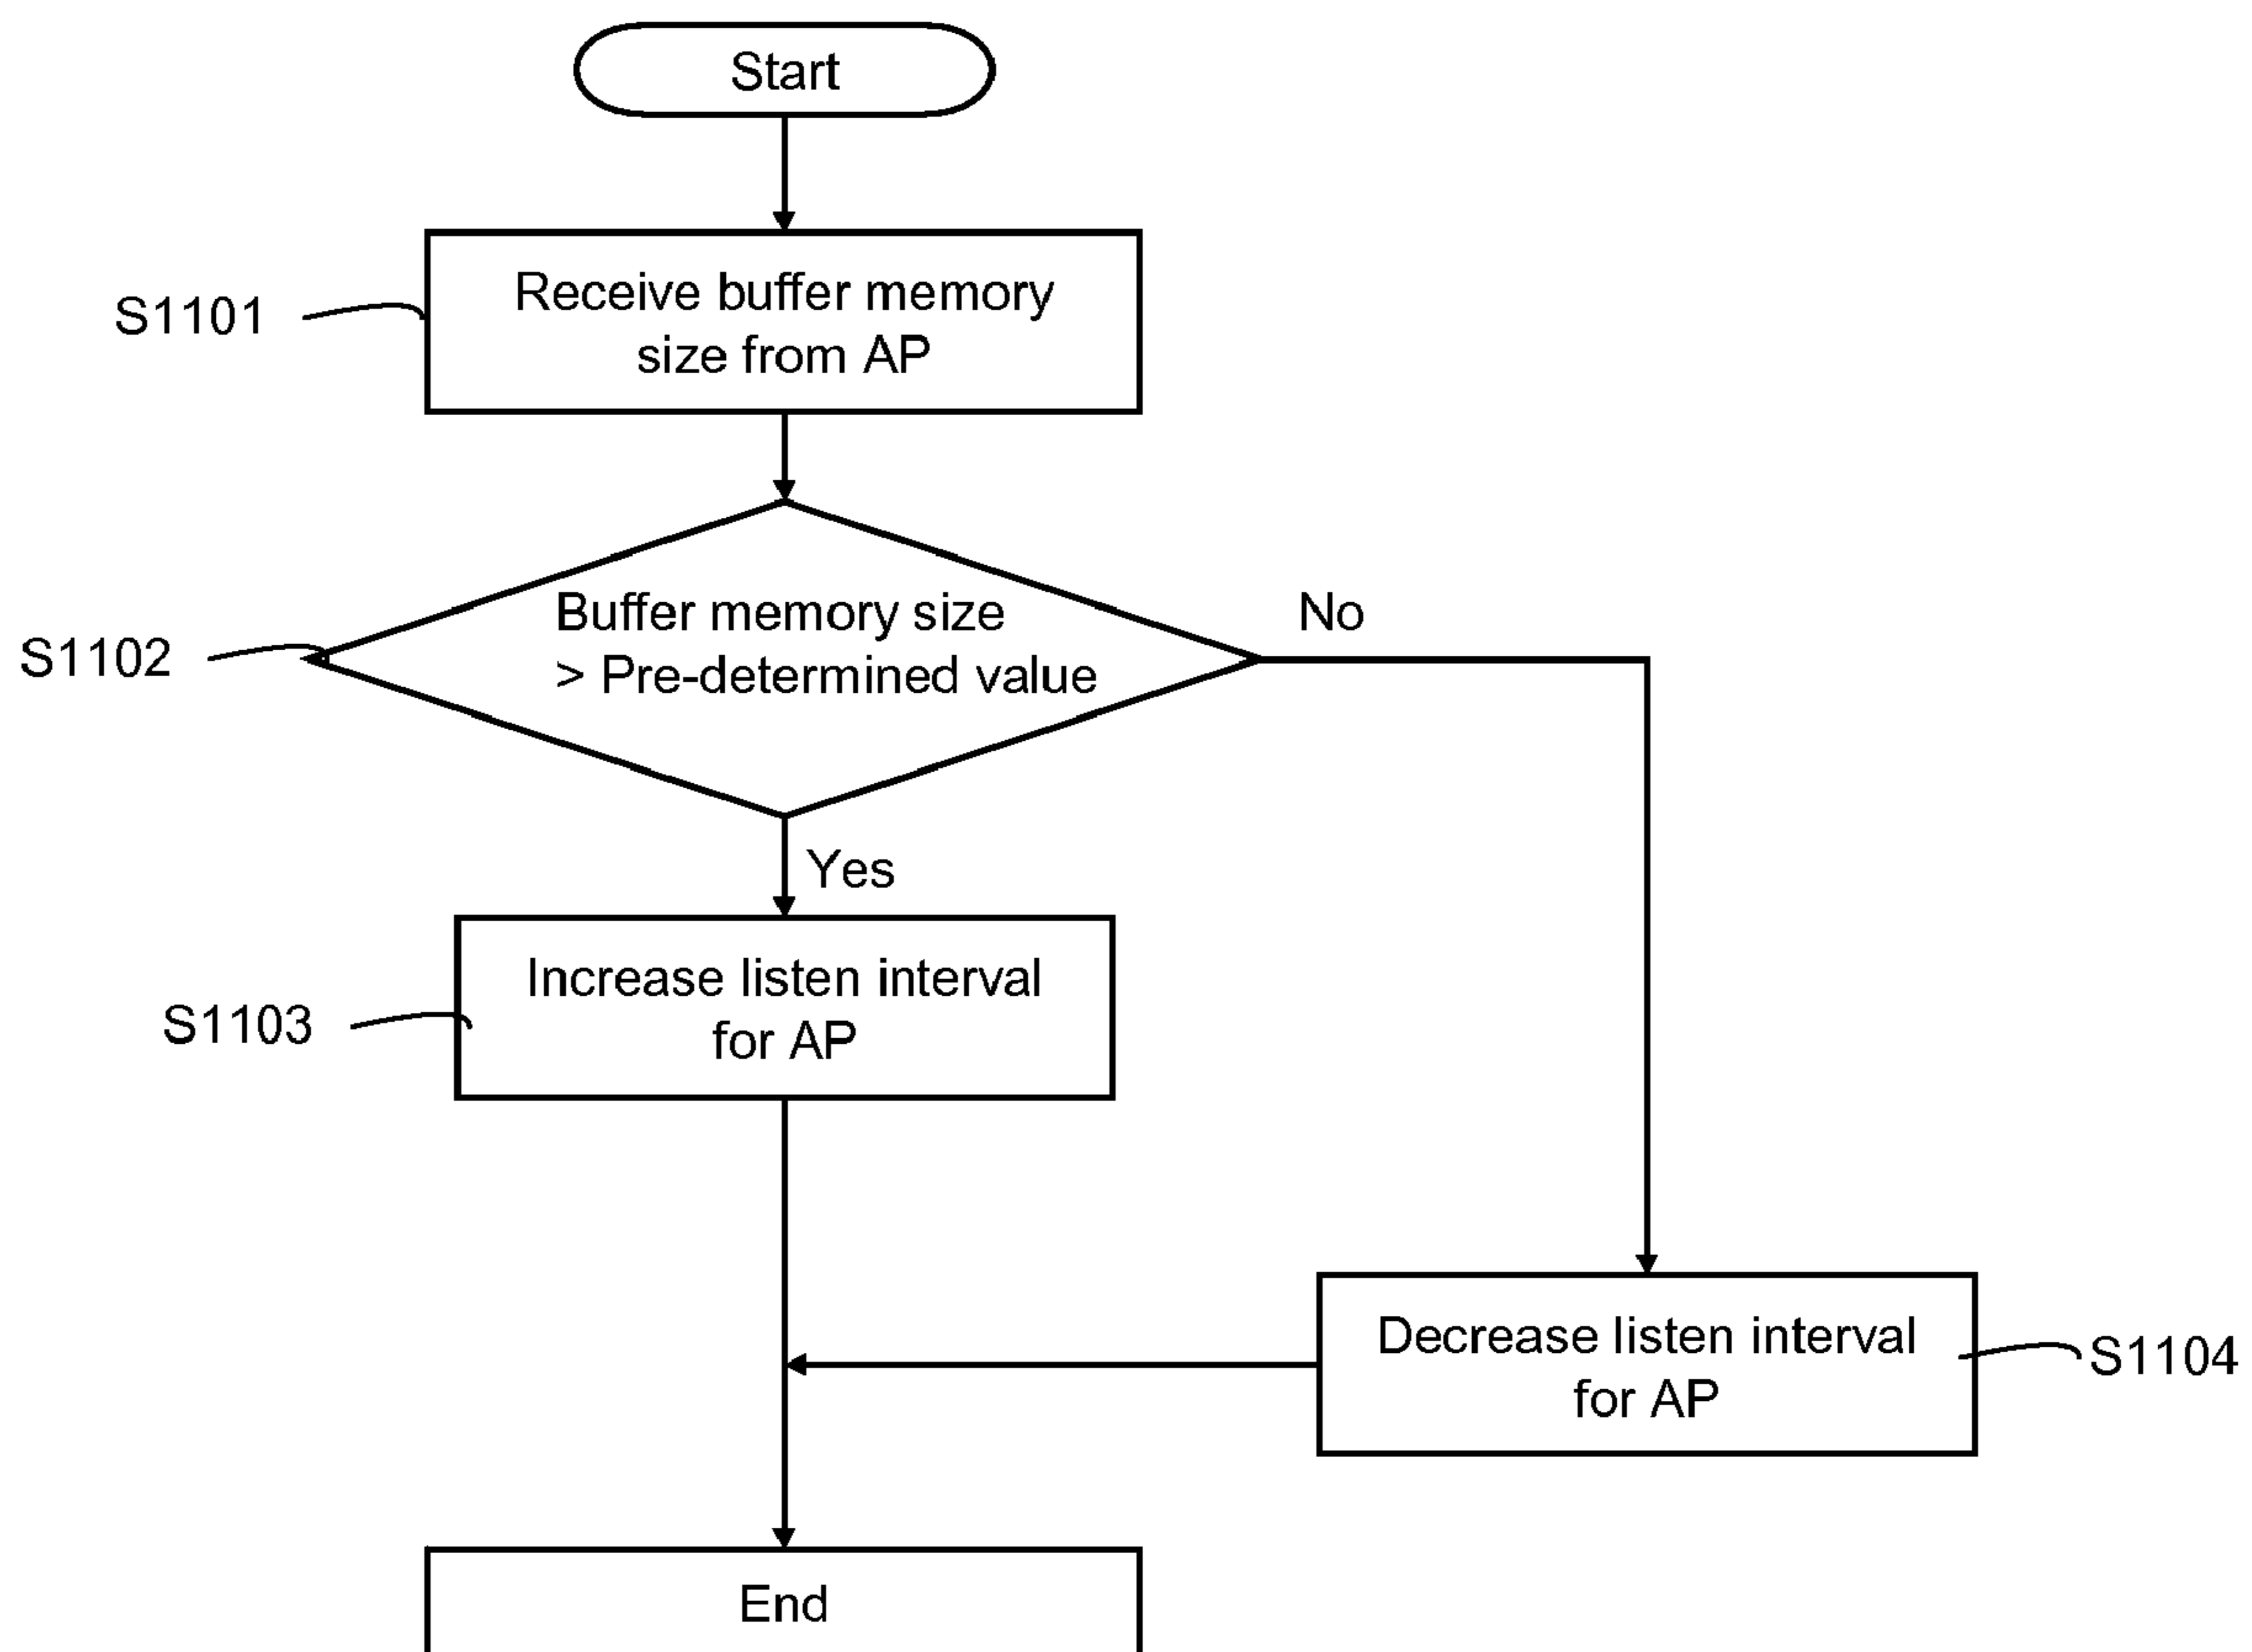 Start
S1101
Receive buffer memory
size from AP
S1102
Buffer memory size
> Pre-determined value
No
Yes
S1103
Increase listen interval
for AP
Decrease listen interval
for AP
S1104
End